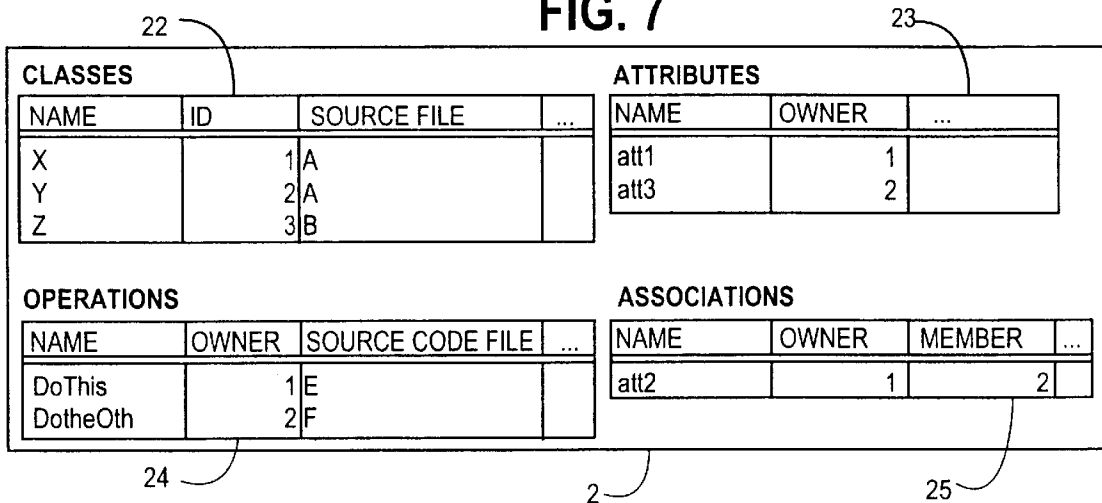 FIG. 7
22
23
CLASSES
NAME ID SOURCE FILE ...
X 1 A
Y 2 A
Z 3 B
ATTRIBUTES
NAME OWNER ...
att1 1
att3 2
OPERATIONS
NAME OWNER SOURCE CODE FILE ...
DoThis 1 E
DotheOth 2 F
ASSOCIATIONS
NAME OWNER MEMBER ...
att2 1 2
24
2
25